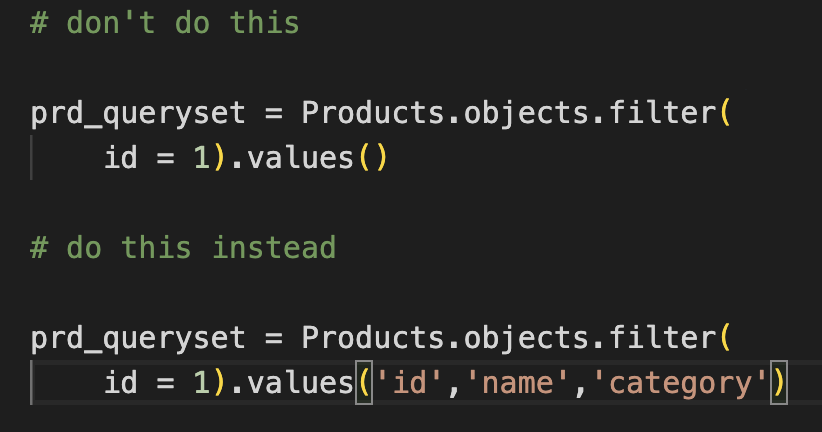 # don't do this
prd_queryset = Products.objects.filter(
    id = 1).values()
# do this instead
prd_queryset = Products.objects.filter(
    id = 1).values('id','name','category')